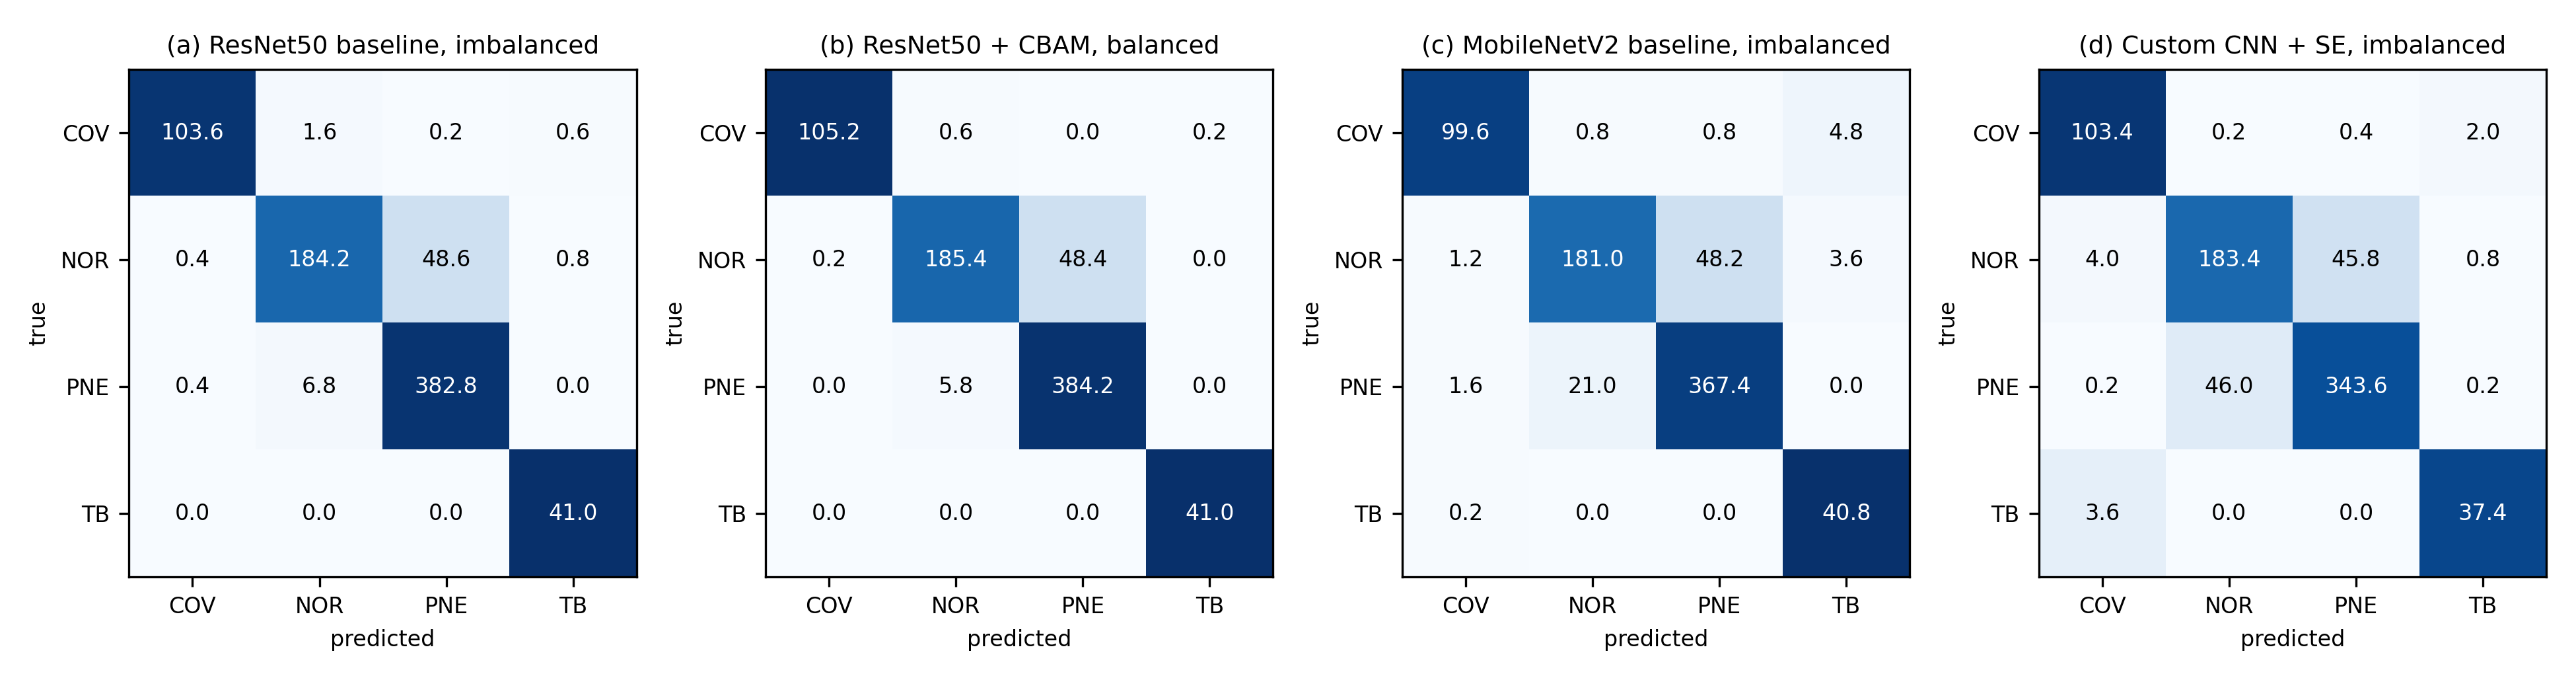 (a) ResNet50 baseline, imbalanced
COV 103.6 1.6 0.2 0.6
NOR 0.4 184.2 48.6 0.8
PNE 0.4 6.8 382.8 0.0
TB 0.0 0.0 0.0 41.0
COV NOR PNE TB
predicted
true
(b) ResNet50 + CBAM, balanced
COV 105.2 0.6 0.0 0.2
NOR 0.2 185.4 48.4 0.0
PNE 0.0 5.8 384.2 0.0
TB 0.0 0.0 0.0 41.0
COV NOR PNE TB
predicted
true
(c) MobileNetV2 baseline, imbalanced
COV 99.6 0.8 0.8 4.8
NOR 1.2 181.0 48.2 3.6
PNE 1.6 21.0 367.4 0.0
TB 0.2 0.0 0.0 40.8
COV NOR PNE TB
predicted
true
(d) Custom CNN + SE, imbalanced
COV 103.4 0.2 0.4 2.0
NOR 4.0 183.4 45.8 0.8
PNE 0.2 46.0 343.6 0.2
TB 3.6 0.0 0.0 37.4
COV NOR PNE TB
predicted
true